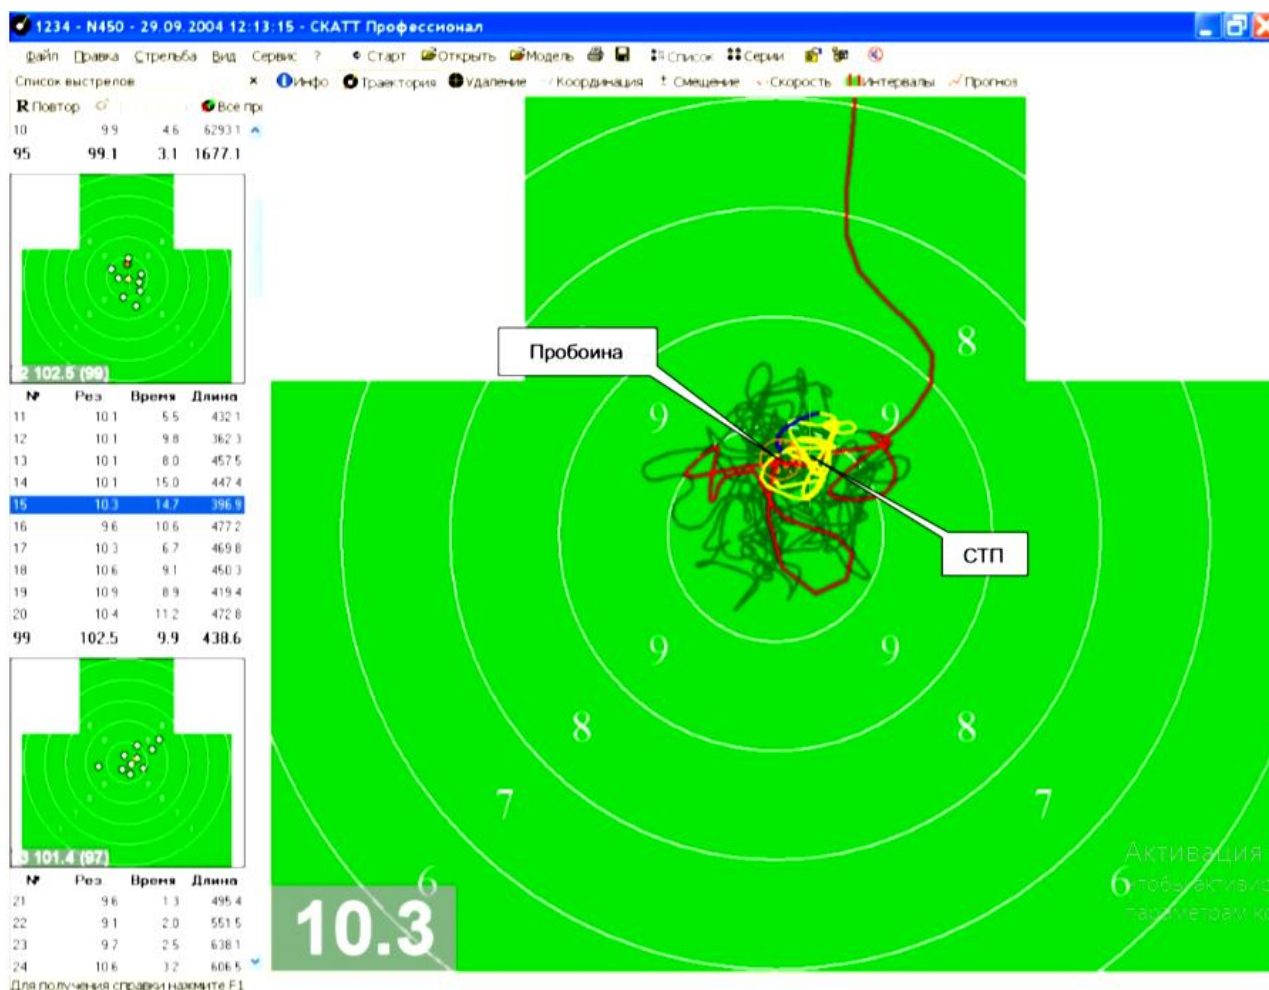 1234 - N450 - 29.09.2004 12:13:15 - СКАТТ Профессионал
Файл Правка Стрельба Вид Сервис ? Старт Открыть Модель Список Серии
Список выстрелов × Инфо Траектория Удаление Координация Смещение Скорость Интервалы Прогноз
R Повтор Все
10 9.9 4.6 6293.1
95 99.1 3.1 1677.1
2 102.5 (99)
№ Рез Время Длина
11 10.1 5.5 432.1
12 10.1 9.8 362.3
13 10.1 8.0 457.5
14 10.1 15.0 447.4
15 10.3 14.7 396.9
16 9.6 10.6 477.2
17 10.3 6.7 469.8
18 10.6 9.1 450.3
19 10.9 8.9 419.4
20 10.4 11.2 472.8
99 102.5 9.9 438.6
3 101.4 (97)
№ Рез Время Длина
21 9.6 1.3 495.4
22 9.1 2.0 551.5
23 9.7 2.5 638.1
24 10.6 3.2 606.5
Для получения справки нажмите F1
8
Пробоина
9 9
СТП
9 9
8 8
7 7
6 6
10.3
Активация
чтобы
параметрам